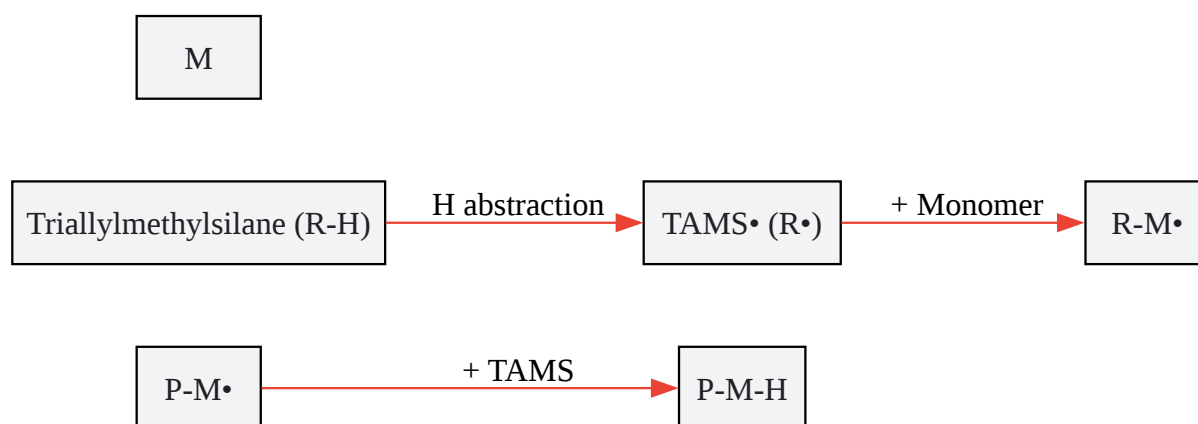 M
Triallylmethylsilane (R-H)
H abstraction
TAMS• (R•)
+ Monomer
R-M•
P-M•
+ TAMS
P-M-H